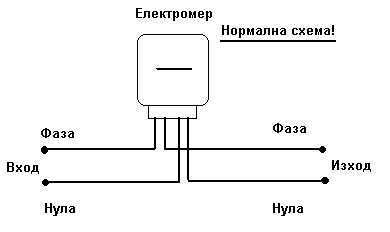 Електромер
Нормална схема!
Фаза
Фаза
Вход
Изход
Нула
Нула